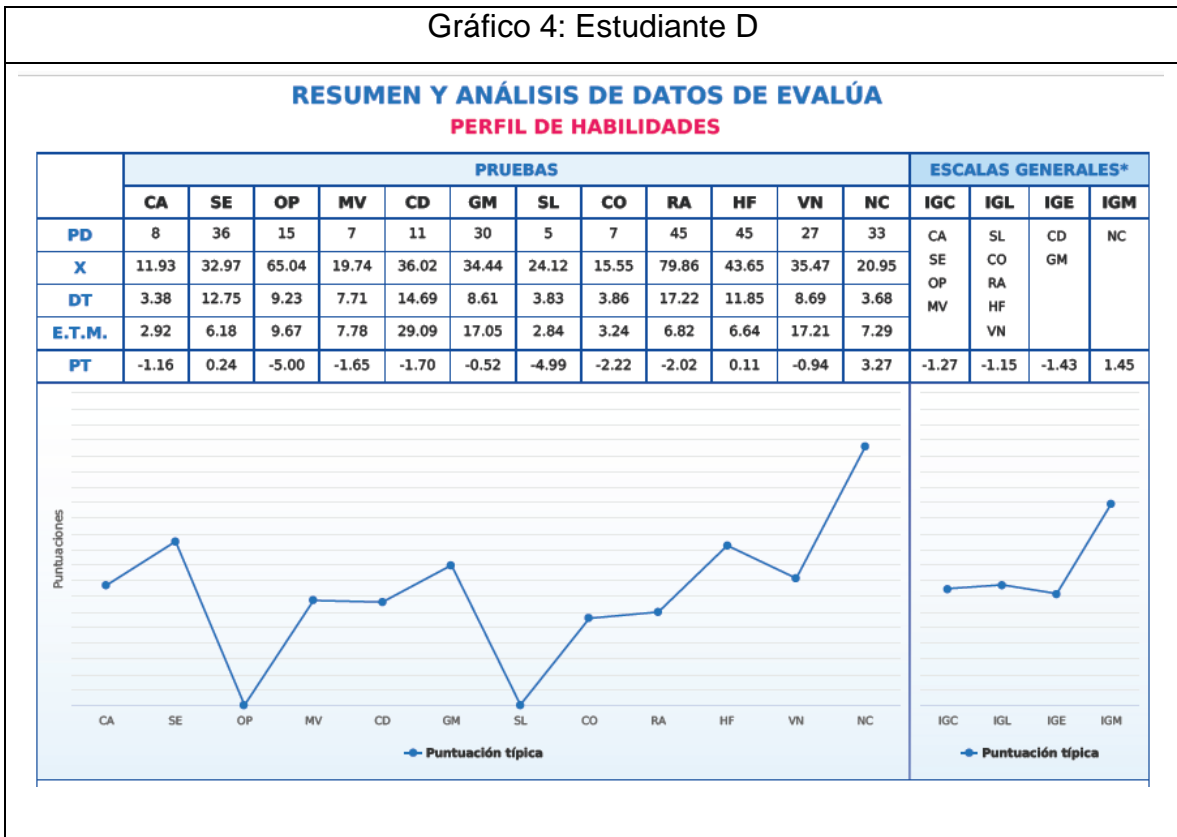 Gráfico 4: Estudiante D
RESUMEN Y ANÁLISIS DE DATOS DE EVALÚA
PERFIL DE HABILIDADES
PRUEBAS ESCALAS GENERALES*
CA SE OP MV CD GM SL CO RA HF VN NC IGC IGL IGE IGM
PD 8 36 15 7 11 30 5 7 45 45 27 33 CA SL CD NC
X 11.93 32.97 65.04 19.74 36.02 34.44 24.12 15.55 79.86 43.65 35.47 20.95 SE CO GM
OP RA
DT 3.38 12.75 9.23 7.71 14.69 8.61 3.83 3.86 17.22 11.85 8.69 3.68 MV HF
E.T.M. 2.92 6.18 9.67 7.78 29.09 17.05 2.84 3.24 6.82 6.64 17.21 7.29 VN
PT -1.16 0.24 -5.00 -1.65 -1.70 -0.52 -4.99 -2.22 -2.02 0.11 -0.94 3.27 -1.27 -1.15 -1.43 1.45
Puntuaciones
CA SE OP MV CD GM SL CO RA HF VN NC IGC IGL IGE IGM
Puntuación típica Puntuación típica